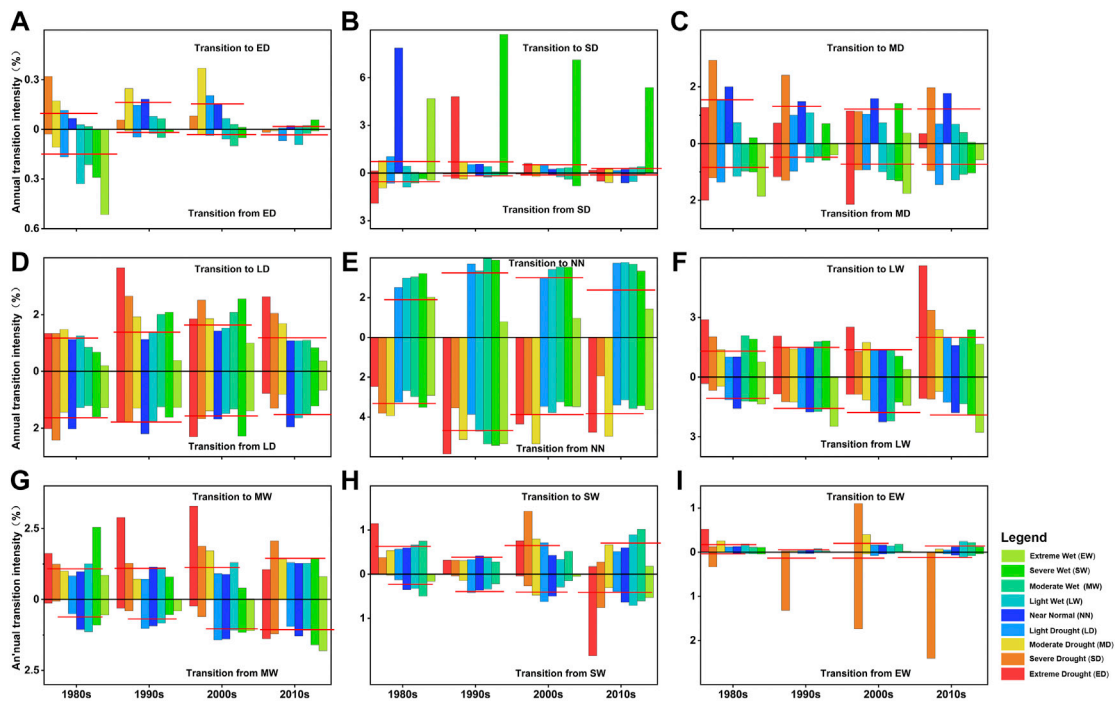 A
B
C
Transition to ED
Transition to SD
Transition to MD
Annual transition intensity (%)
0.3
0
0.3
0.6
6
3
0
3
2
0
2
Transition from ED
Transition from SD
Transition from MD
D
E
F
Transition to LD
Transition to NN
Transition to LW
Annual transition intensity (%)
2
0
2
2
0
2
4
3
0
3
Transition from LD
Transition from NN
Transition from LW
G
H
I
Transition to MW
Transition to SW
Transition to EW
An'nual transition intensity (%)
2.5
0
2.5
1
0
1
1
0
1
2
Transition from MW
Transition from SW
Transition from EW
1980s 1990s 2000s 2010s
1980s 1990s 2000s 2010s
1980s 1990s 2000s 2010s
Legend
Extreme Wet (EW)
Severe Wet (SW)
Moderate Wet (MW)
Light Wet (LW)
Near Normal (NN)
Light Drought (LD)
Moderate Drought (MD)
Severe Drought (SD)
Extreme Drought (ED)